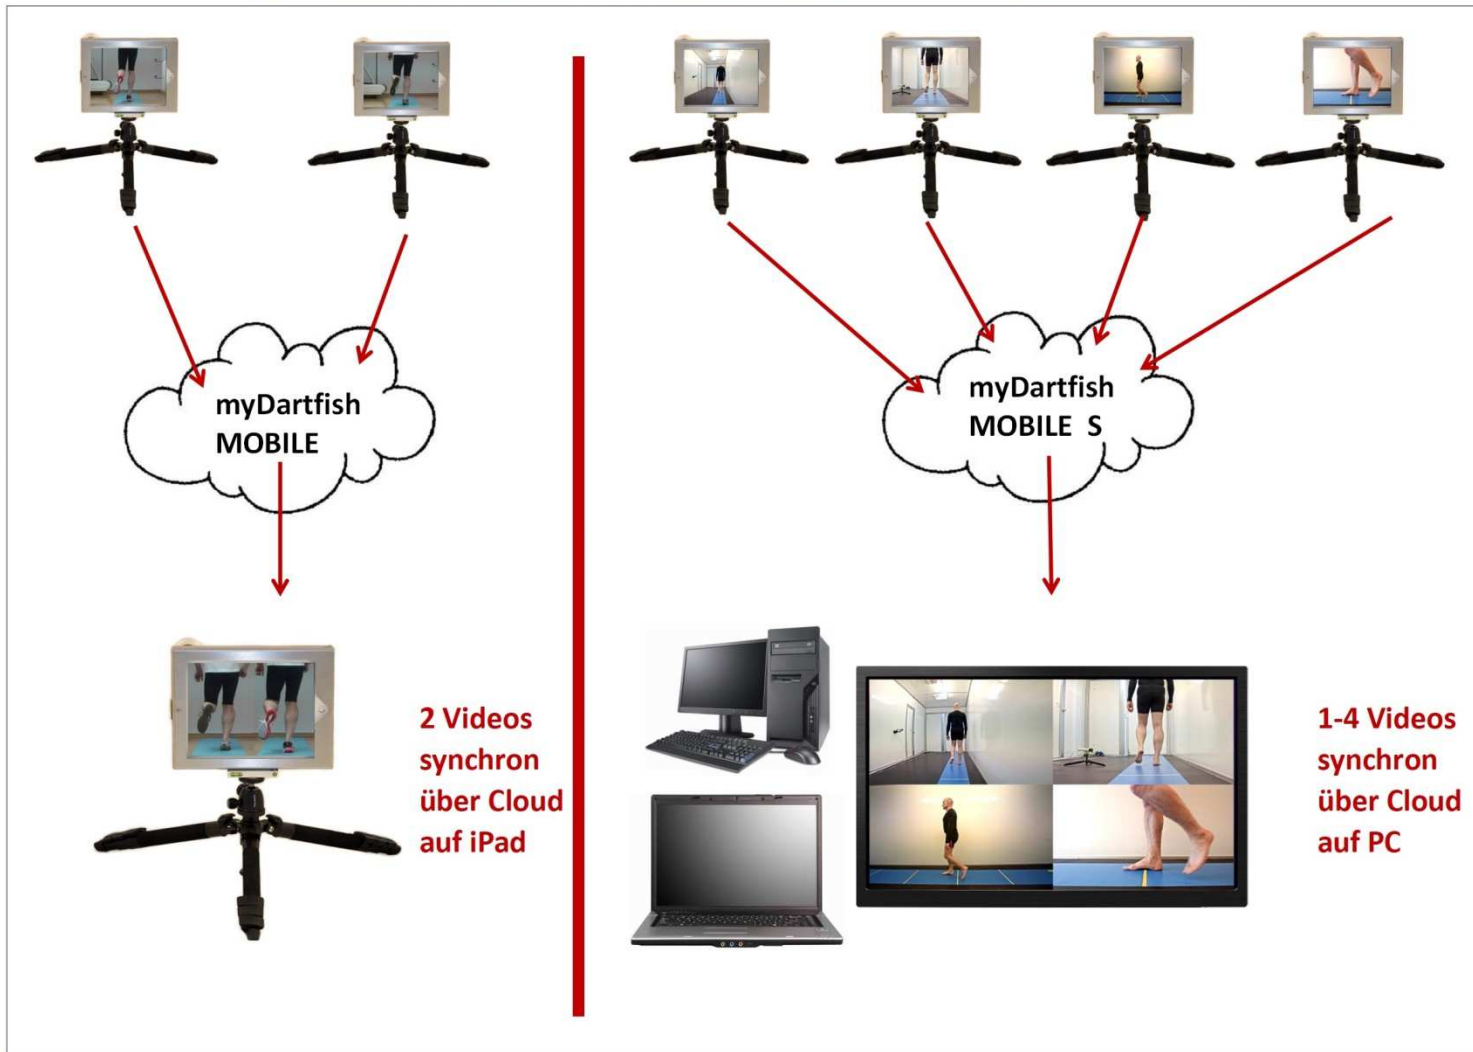 myDartfish
MOBILE
2 Videos
synchron
über Cloud
auf iPad
myDartfish
MOBILE S
1-4 Videos
synchron
über Cloud
auf PC